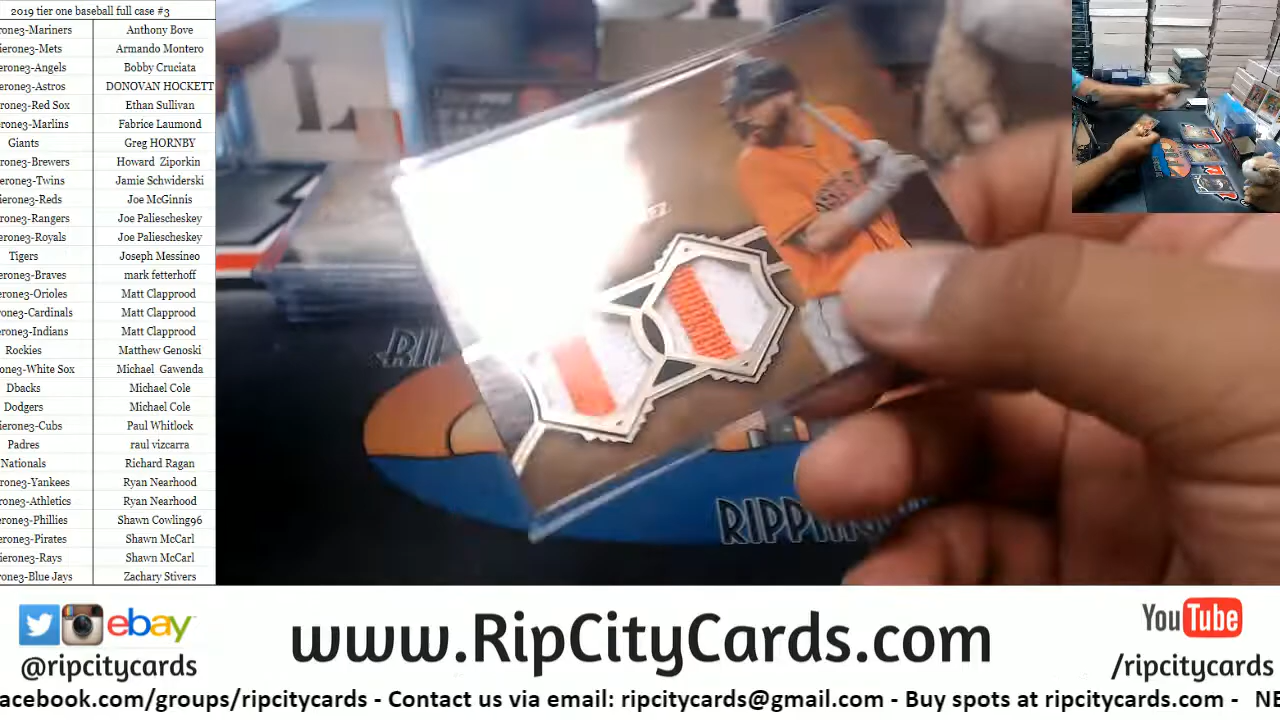 2019 tier one baseball full case #3
rone3-Mariners Anthony Bove
ierone3-Mets Armando Montero
erone3-Angels Bobby Cruciata
erone3-Astros DONOVAN HOCKETT
rone3-Red Sox Ethan Sullivan
erone3-Marlins Fabrice Laumond
Giants Greg HORNBY
erone3-Brewers Howard Ziporkin
erone3-Twins Jamie Schwiderski
ierone3-Reds Joe McGinnis
rone3-Rangers Joe Paliescheskey
erone3-Royals Joe Paliescheskey
Tigers Joseph Messineo
erone3-Braves mark fetterhoff
erone3-Orioles Matt Clapprood
rone3-Cardinals Matt Clapprood
erone3-Indians Matt Clapprood
Rockies Matthew Genoski
one3-White Sox Michael Gawenda
Dbacks Michael Cole
Dodgers Michael Cole
ierone3-Cubs Paul Whitlock
Padres raul vizcarra
Nationals Richard Ragan
erone3-Yankees Ryan Nearhood
erone3-Athletics Ryan Nearhood
erone3-Phillies Shawn Cowling96
erone3-Pirates Shawn McCarl
ierone3-Rays Shawn McCarl
erone3-Blue Jays Zachary Stivers
RIPPIN
ebay
@ripcitycards
www.RipCityCards.com
YouTube
/ripcitycards
acebook.com/groups/ripcitycards - Contact us via email: ripcitycards@gmail.com - Buy spots at ripcitycards.com - NE